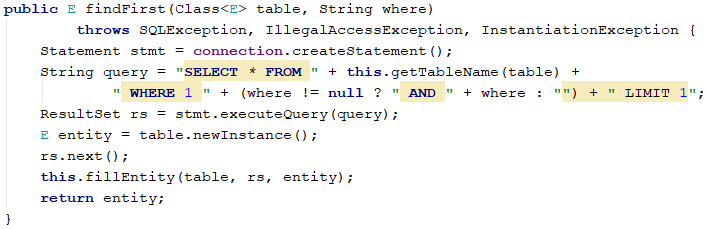 public E findFirst(Class<E> table, String where)
        throws SQLException, IllegalAccessException, InstantiationException {
    Statement stmt = connection.createStatement();
    String query = "SELECT * FROM " + this.getTableName(table) +
            " WHERE 1 " + (where != null ? " AND " + where : "") + " LIMIT 1";
    ResultSet rs = stmt.executeQuery(query);
    E entity = table.newInstance();
    rs.next();
    this.fillEntity(table, rs, entity);
    return entity;
}